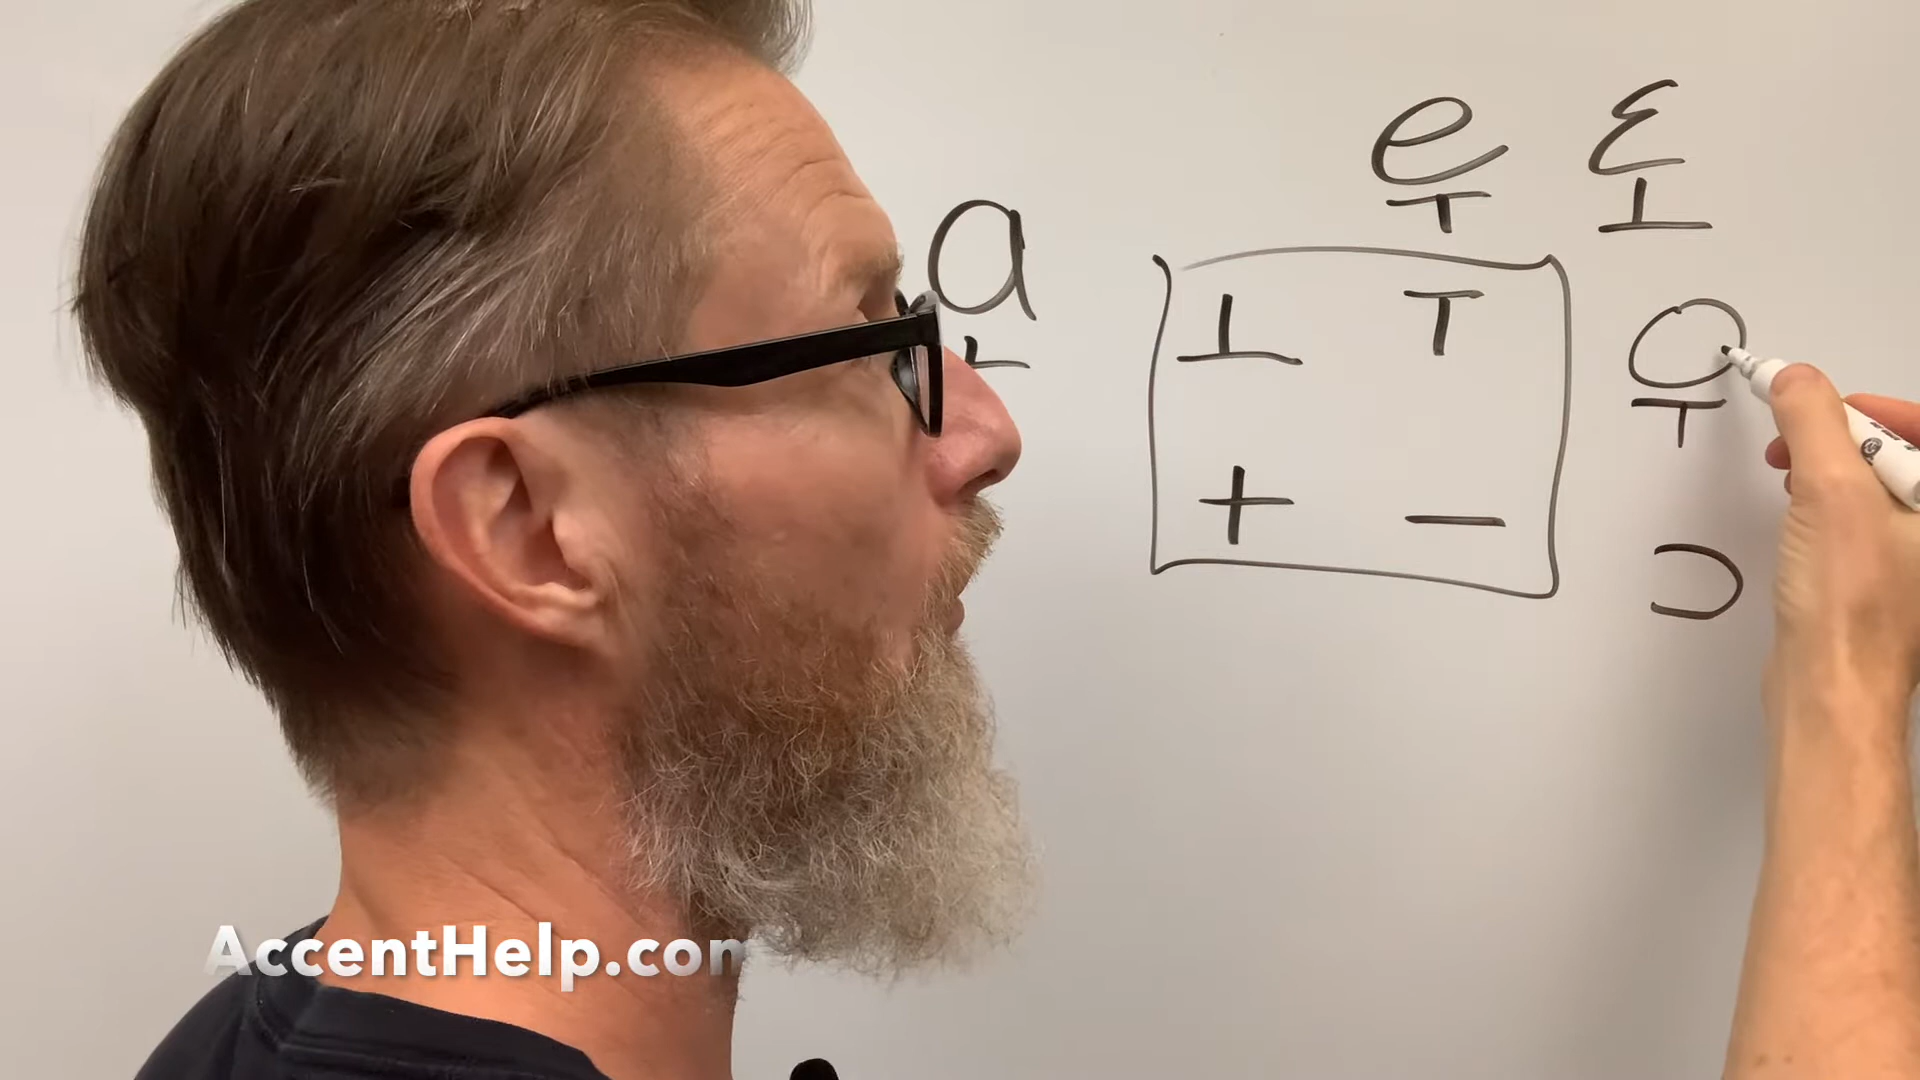 e̞ ɛ̝
a̝
˔ ˕
o̞
+ −
ɔ
AccentHelp.com